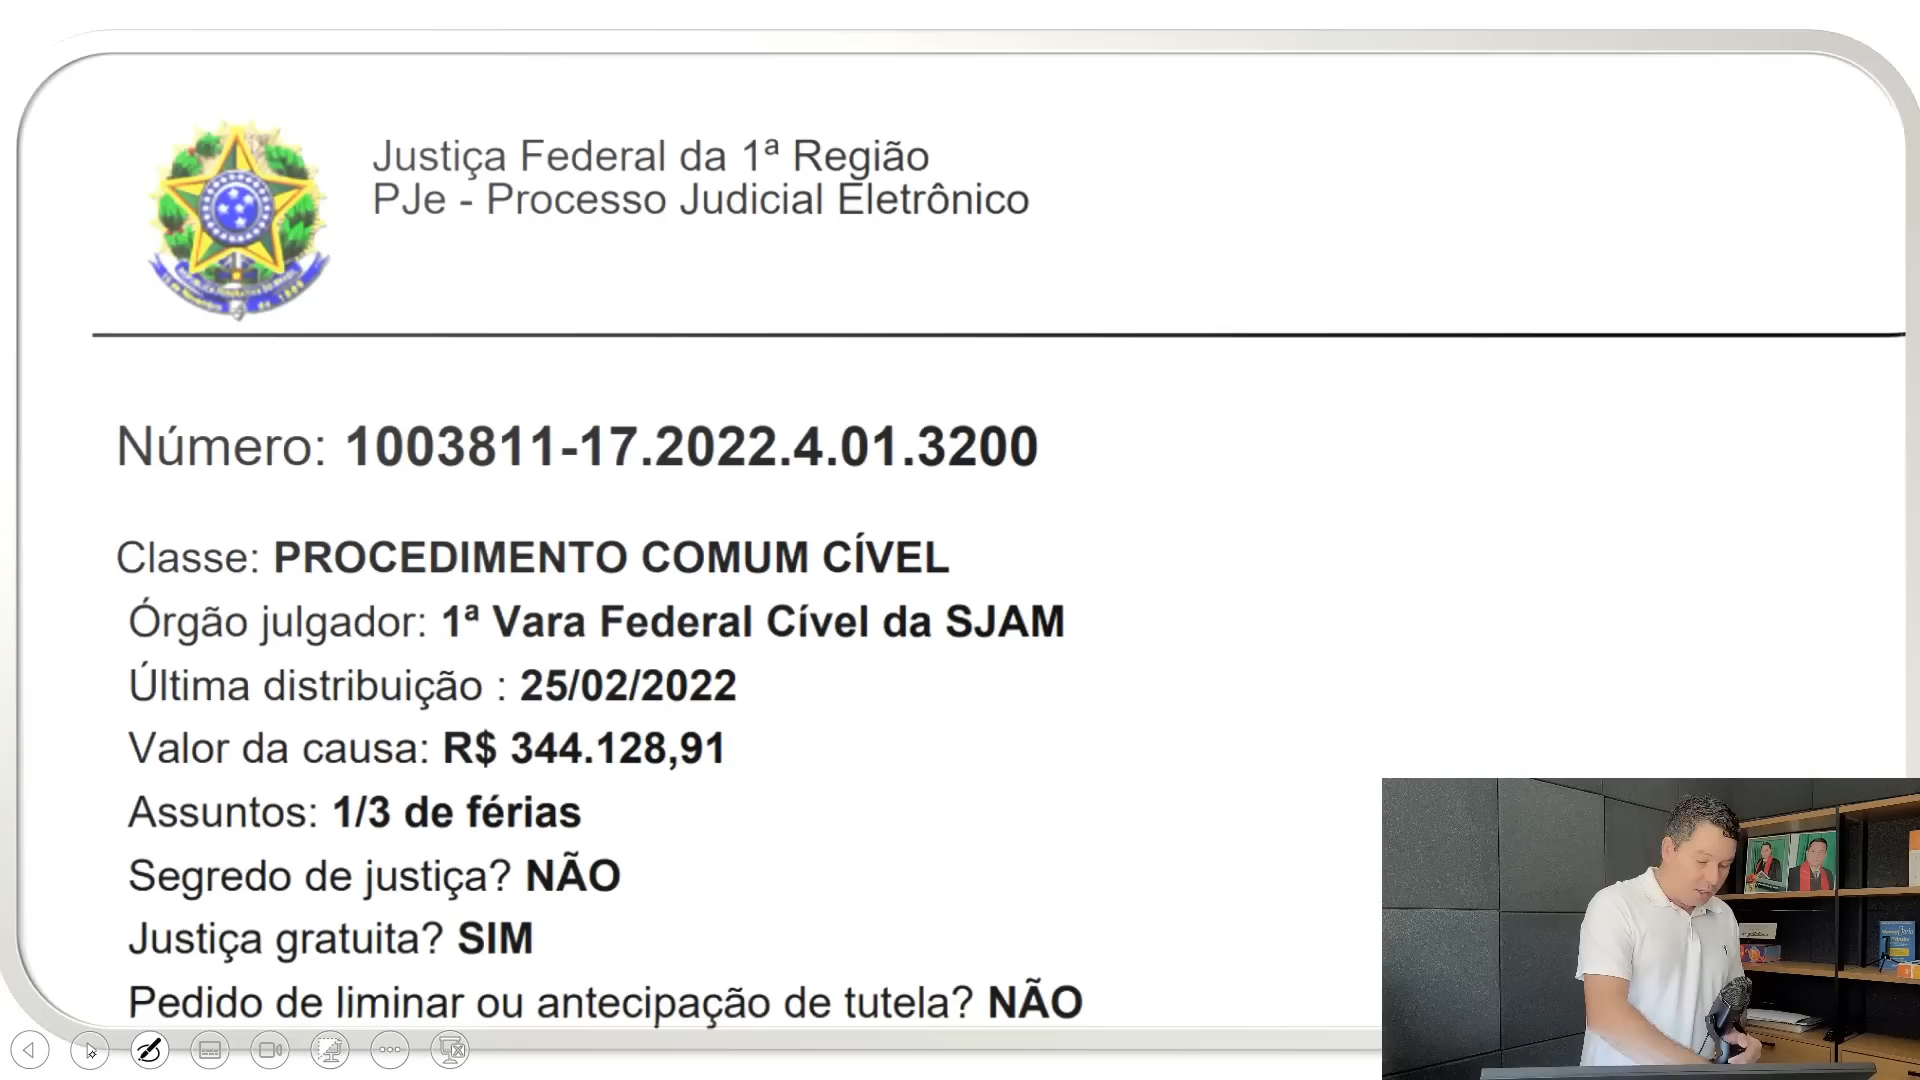 Justiça Federal da 1ª Região
PJe - Processo Judicial Eletrônico
Número: 1003811-17.2022.4.01.3200
Classe: PROCEDIMENTO COMUM CÍVEL
Órgão julgador: 1ª Vara Federal Cível da SJAM
Última distribuição : 25/02/2022
Valor da causa: R$ 344.128,91
Assuntos: 1/3 de férias
Segredo de justiça? NÃO
Justiça gratuita? SIM
Pedido de liminar ou antecipação de tutela? NÃO